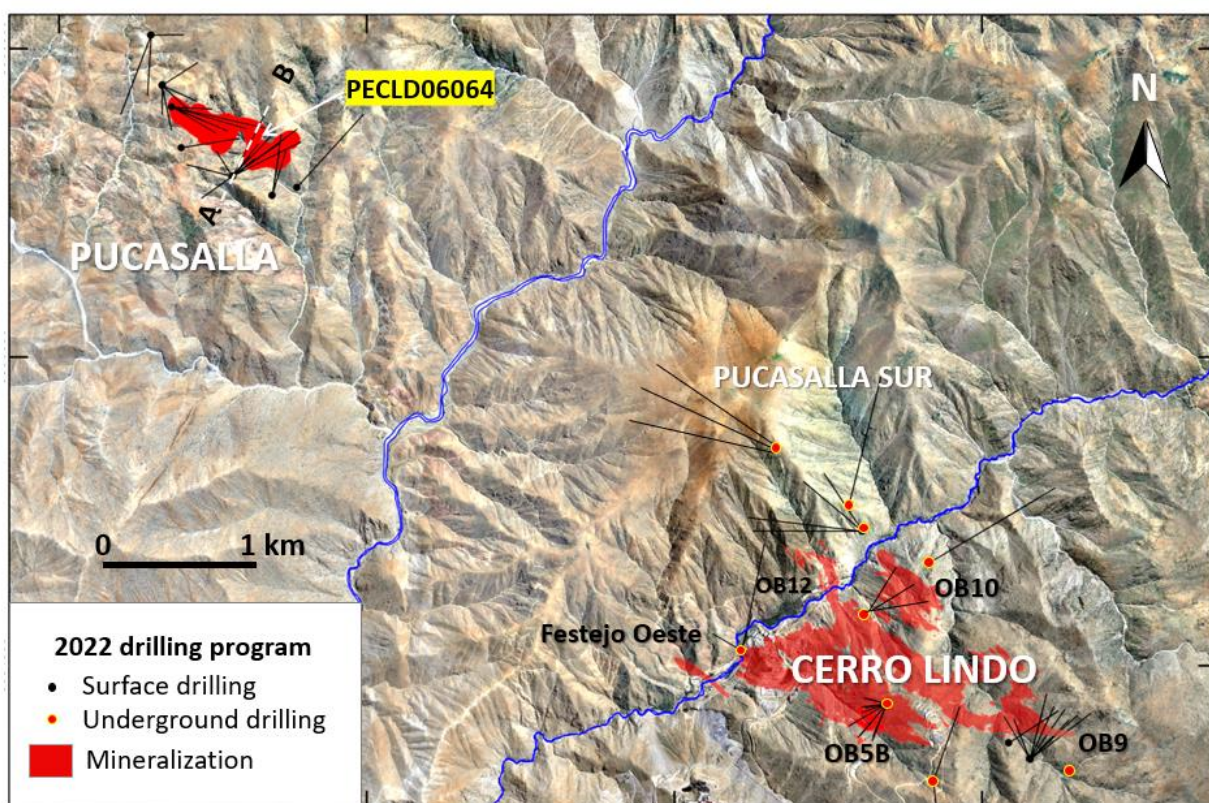 B
PECLD06064
N
A
PUCASALLA
PUCASALLA SUR
0 1 km
OB12
OB10
Festejo Oeste
CERRO LINDO
2022 drilling program
Surface drilling
Underground drilling
Mineralization
OB5B
OB9